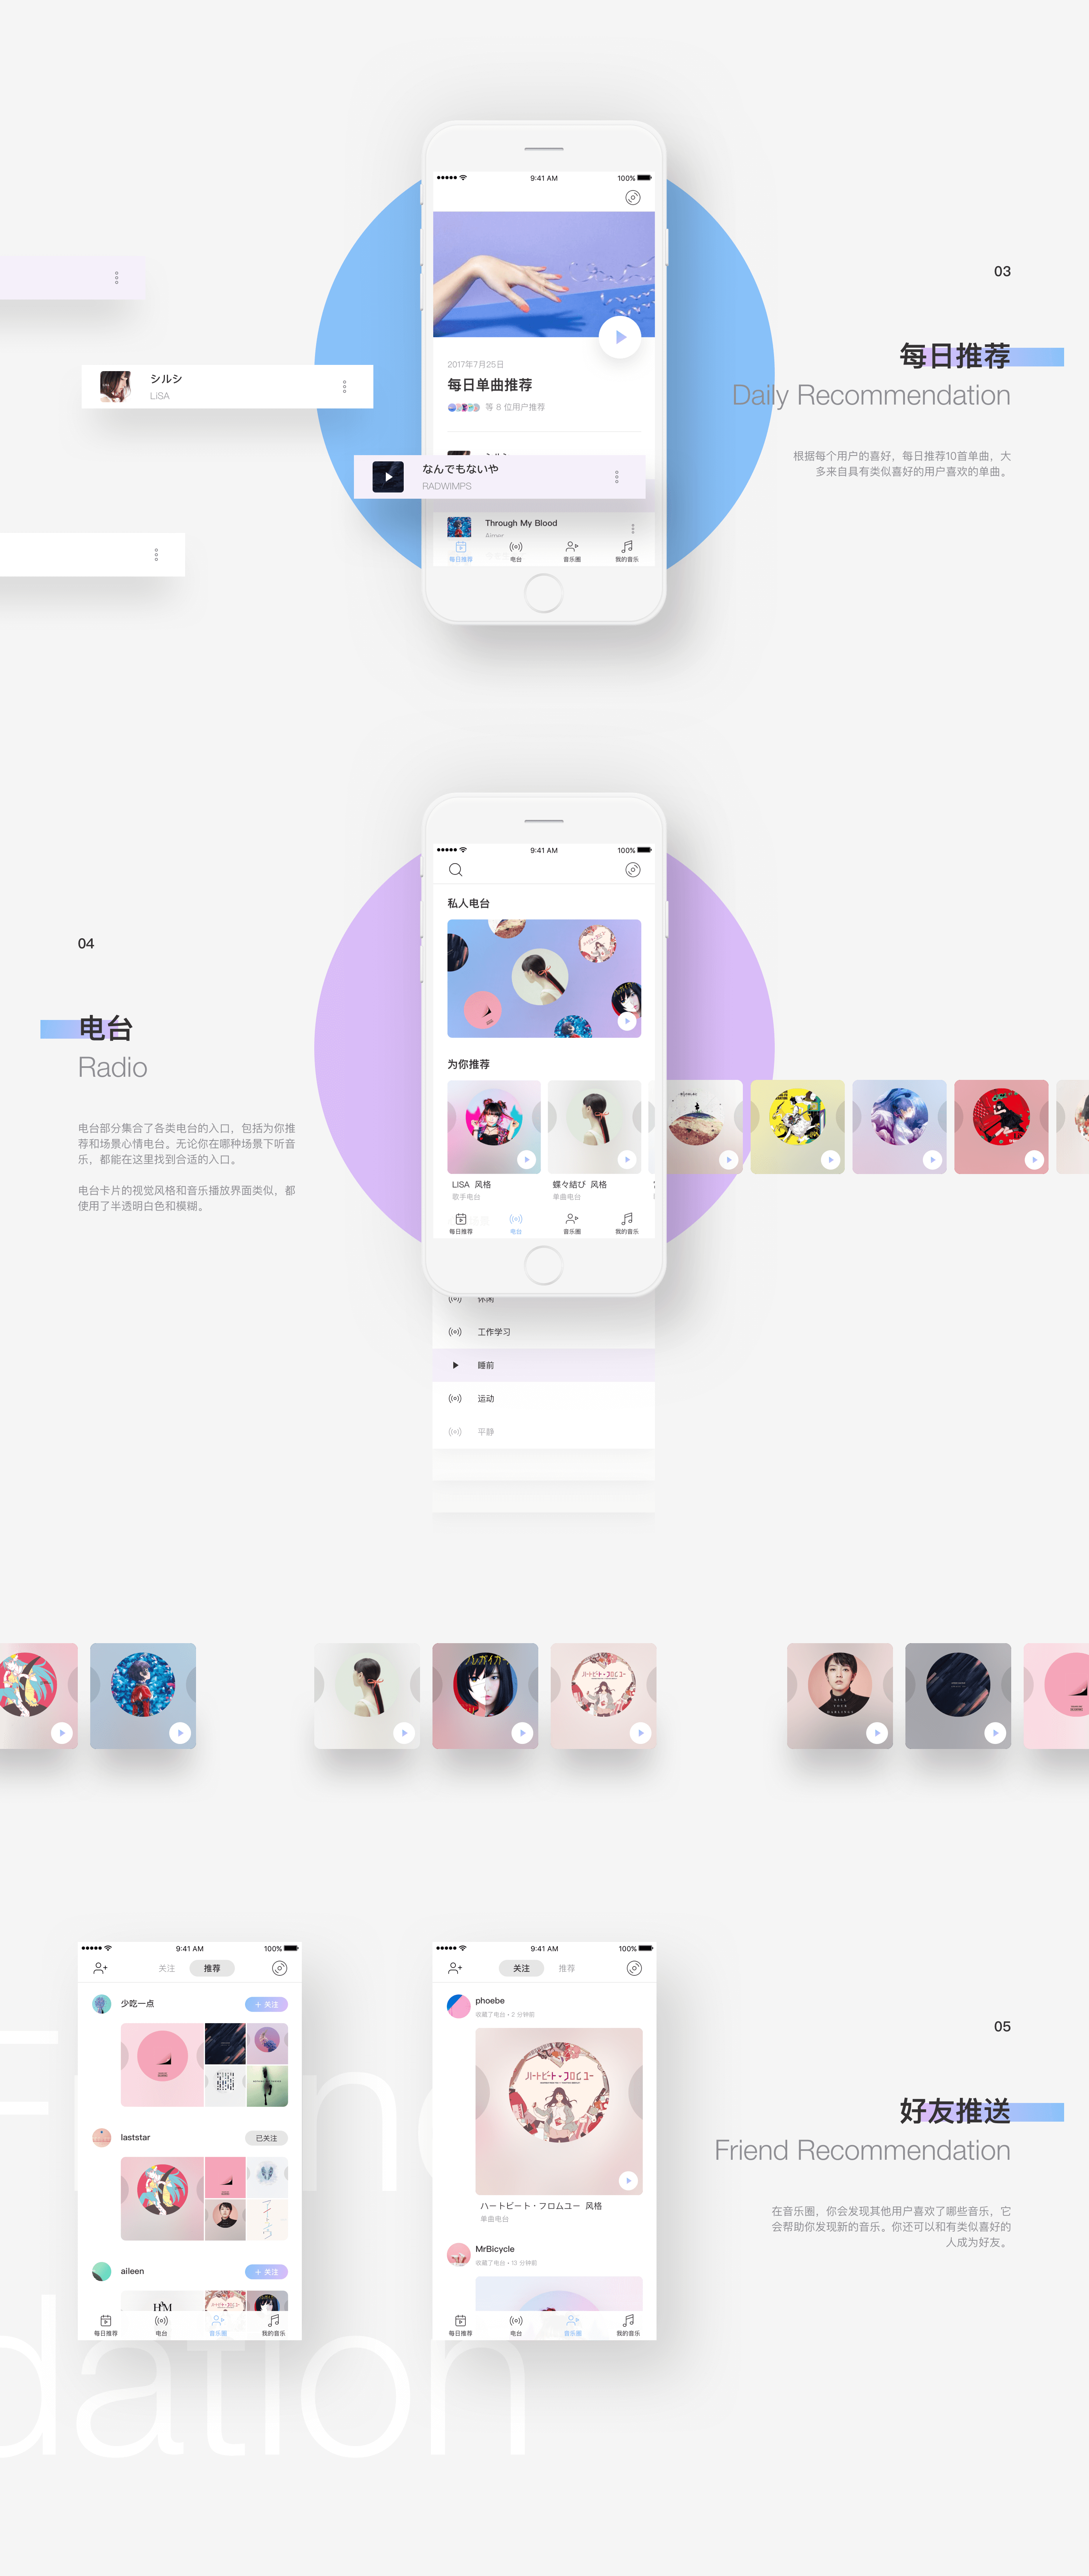 9:41 AM
100%
2017年7月25日
每日单曲推荐
等 8 位用户推荐
シルシ
LiSA
なんでもないや
RADWIMPS
Through My Blood
Aimer
每日推荐
电台
音乐圈
我的音乐
03
每日推荐
Daily Recommendation
根据每个用户的喜好，每日推荐10首单曲，大
多来自具有类似喜好的用户喜欢的单曲。
04
电台
Radio
电台部分集合了各类电台的入口，包括为你推
荐和场景心情电台。无论你在哪种场景下听音
乐，都能在这里找到合适的入口。
电台卡片的视觉风格和音乐播放界面类似，都
使用了半透明白色和模糊。
9:41 AM
100%
私人电台
为你推荐
LISA 风格
歌手电台
蝶々結び 风格
单曲电台
每日推荐
电台
音乐圈
我的音乐
休闲
工作学习
睡前
运动
平静
9:41 AM
100%
关注
推荐
少吃一点
+ 关注
laststar
已关注
aileen
+ 关注
每日推荐
电台
音乐圈
我的音乐
9:41 AM
100%
关注
推荐
phoebe
收藏了电台 • 2 分钟前
ハートビート・フロムユー
ハートビート・フロムユー 风格
单曲电台
MrBicycle
收藏了电台 • 13 分钟前
每日推荐
电台
音乐圈
我的音乐
05
好友推送
Friend Recommendation
在音乐圈，你会发现其他用户喜欢了哪些音乐，它
会帮助你发现新的音乐。你还可以和有类似喜好的
人成为好友。
dation